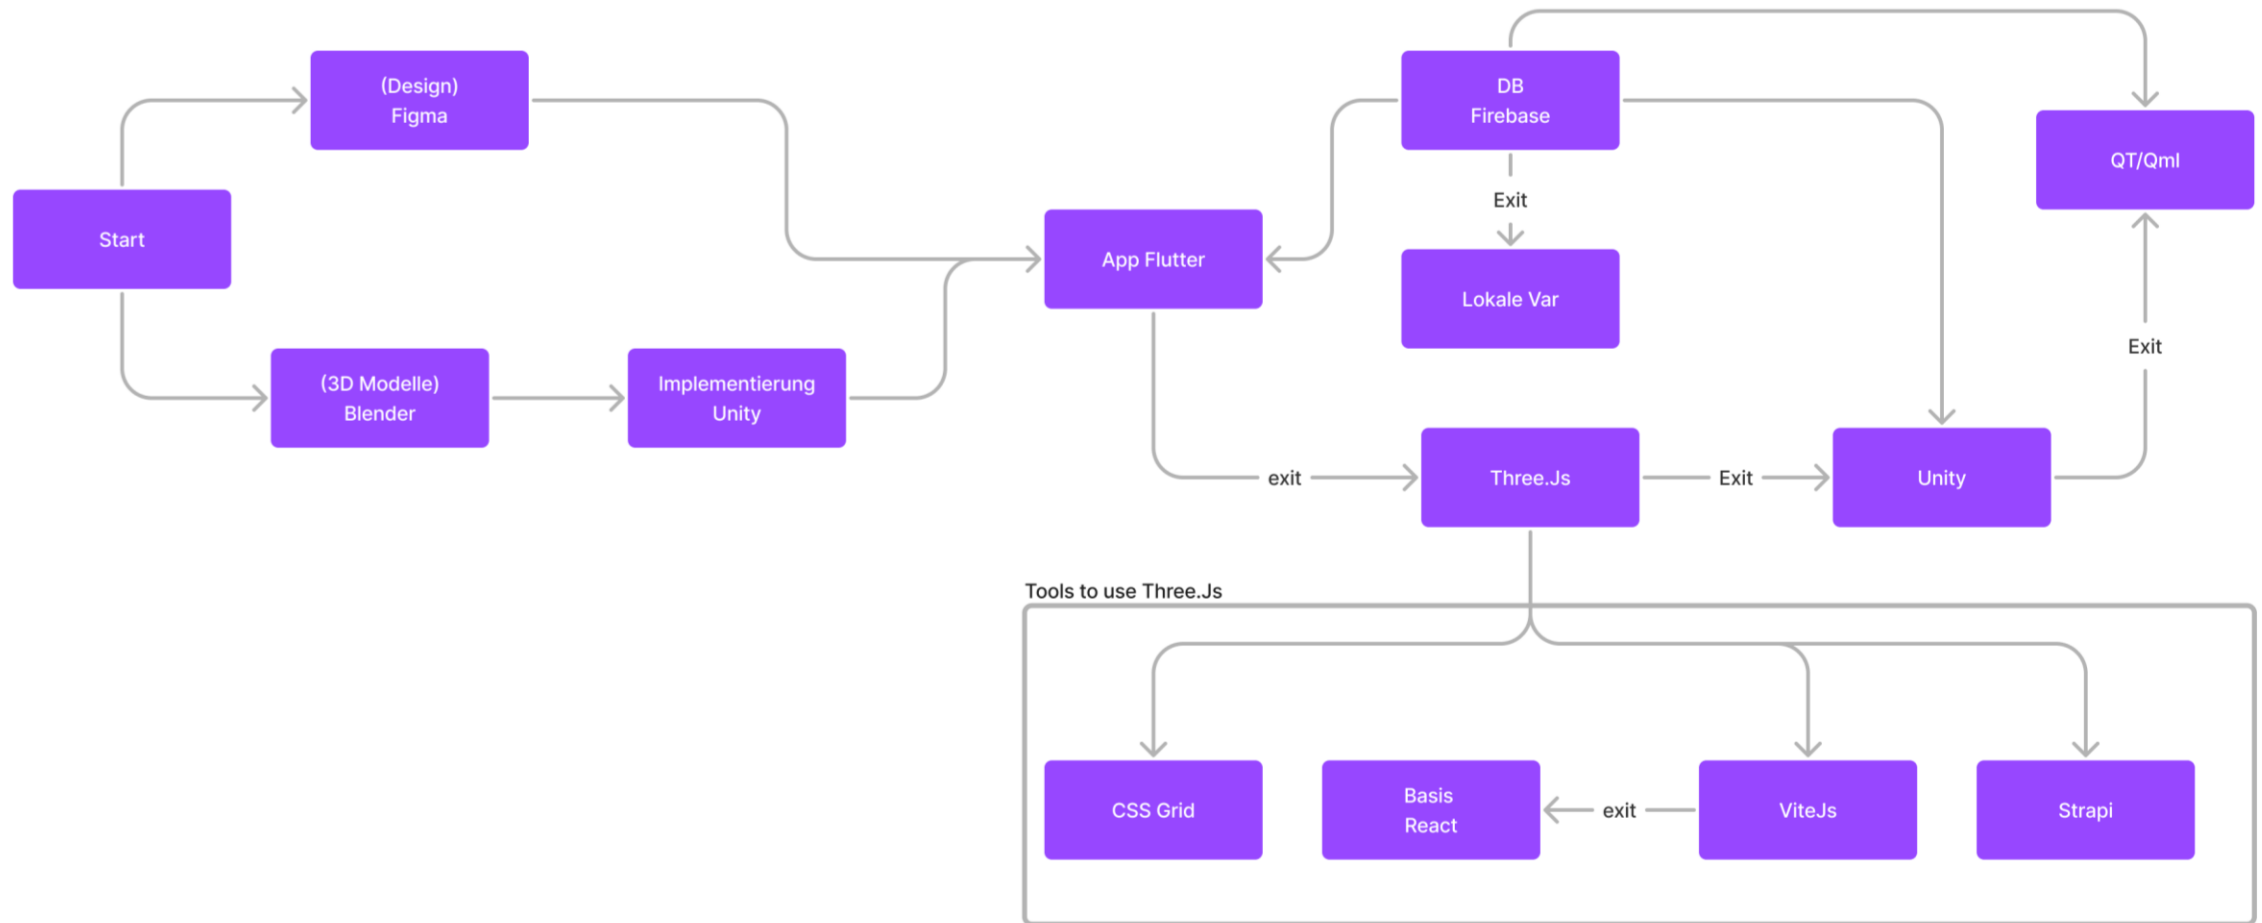 (Design)
Figma
Start
(3D Modelle)
Blender
Implementierung
Unity
App Flutter
DB
Firebase
Exit
Lokale Var
QT/Qml
Exit
exit
Three.Js
Exit
Unity
Tools to use Three.Js
CSS Grid
Basis
React
exit
ViteJs
Strapi